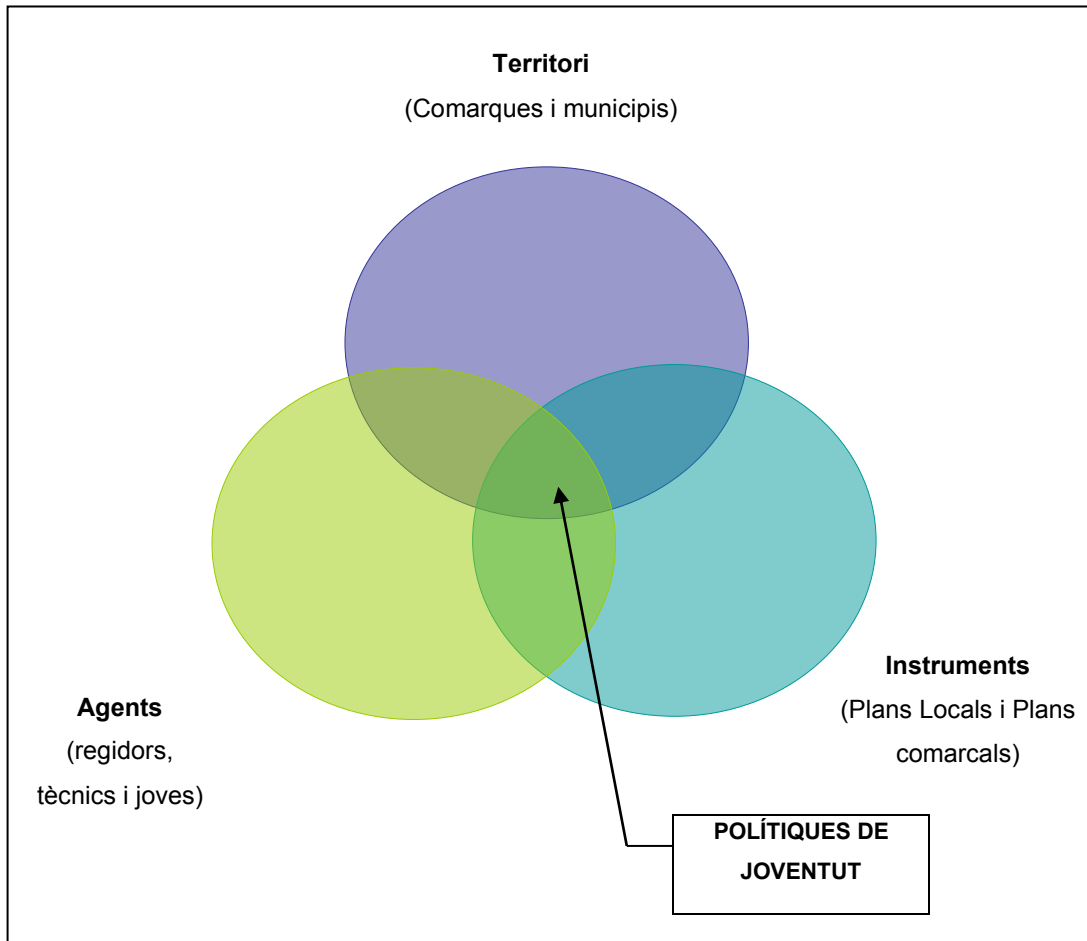 Territori
(Comarques i municipis)
Agents
(regidors,
tècnics i joves)
Instruments
(Plans Locals i Plans
comarcals)
POLÍTIQUES DE
JOVENTUT